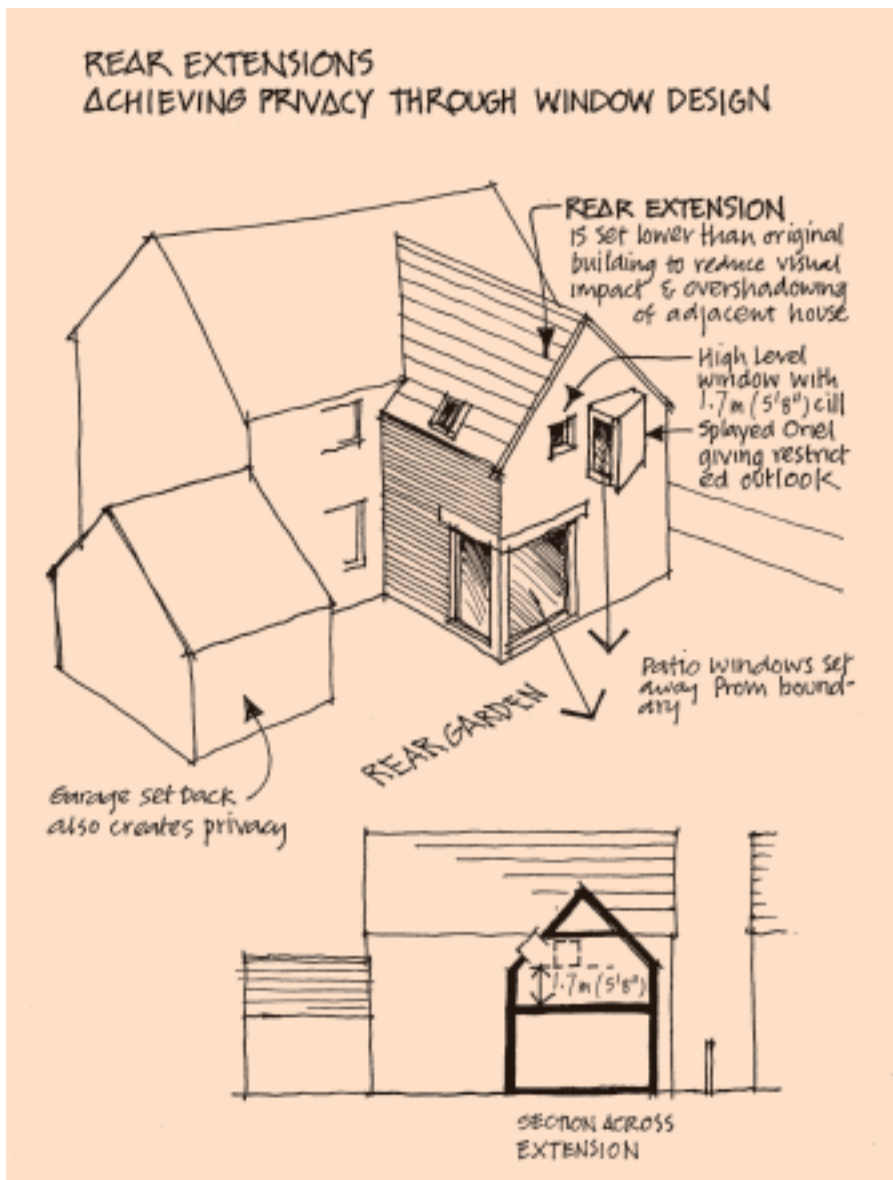 REAR EXTENSIONS
ACHIEVING PRIVACY THROUGH WINDOW DESIGN
REAR EXTENSION
is set lower than original
building to reduce visual
impact & overshadowing
of adjacent house
High Level
window with
1.7m (5'8") cill
Splayed Oriel
giving restrict
ed outlook
Patio windows set
away from bound-
ary
REAR GARDEN
Garage set back
also creates privacy
1.7m (5'8")
SECTION ACROSS
EXTENSION